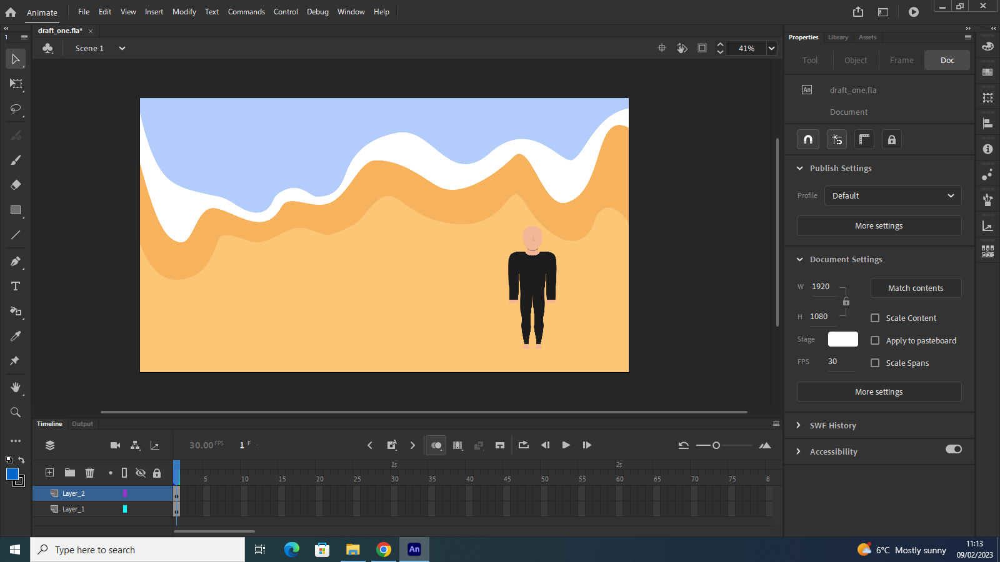 Animate File Edit View Insert Modify Text Commands Control Debug Window Help
draft_one.fla*
Scene 1
41%
Properties Library Assets
Tool Object Frame Doc
An draft_one.fla
Document
Publish Settings
Profile Default
More settings
Document Settings
W 1920
Match contents
H 1080
Scale Content
Stage
Apply to pasteboard
FPS 30
Scale Spans
More settings
SWF History
Accessibility
Timeline Output
30.00 FPS 1 F
1s 2s
5 10 15 20 25 30 35 40 45 50 55 60 65 70 75 8
Layer_2
Layer_1
Type here to search
An
6°C Mostly sunny
11:13
09/02/2023